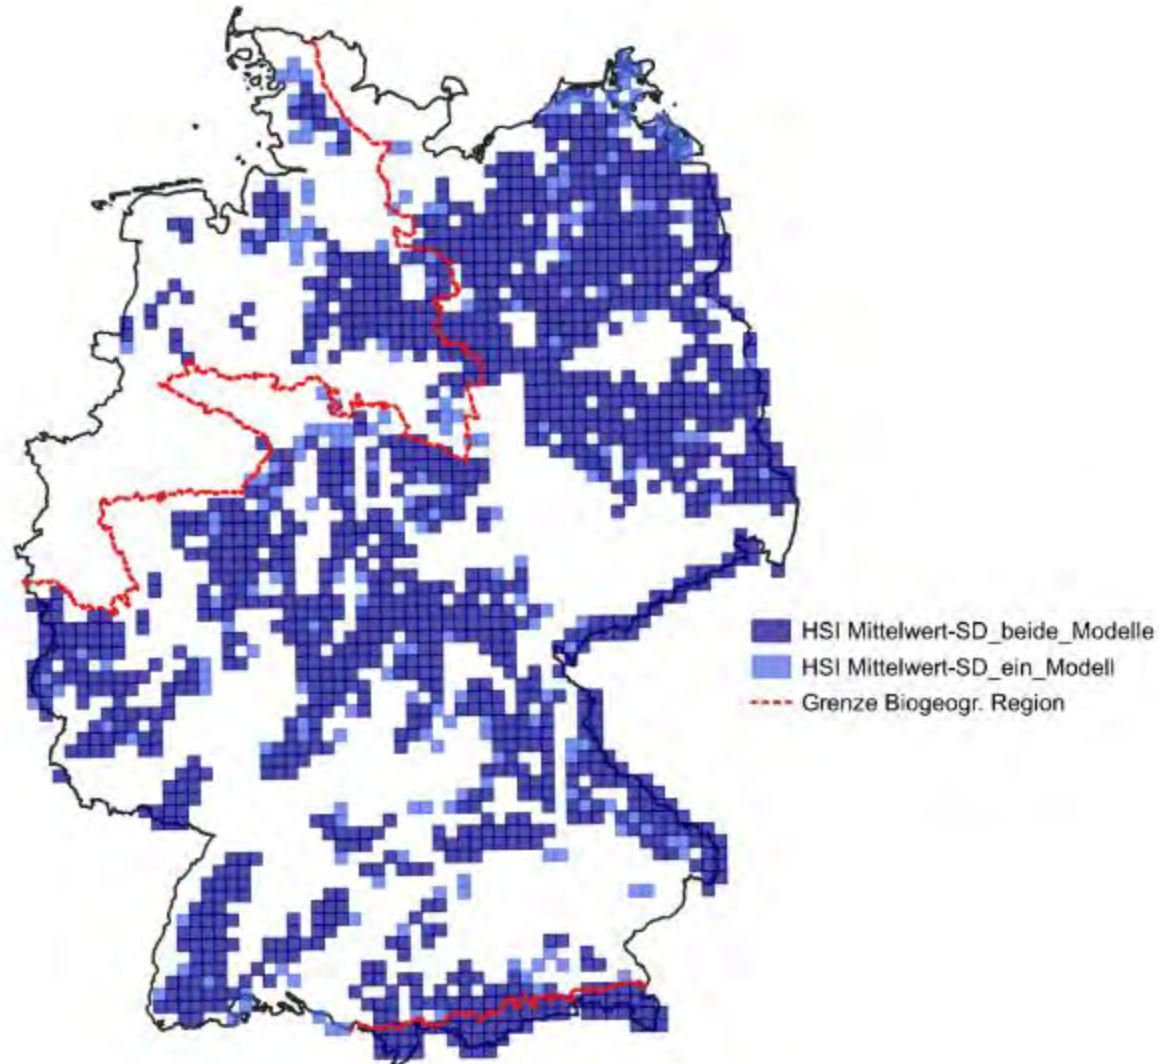 HSI Mittelwert-SD_beide_Modelle
HSI Mittelwert-SD_ein_Modell
Grenze Biogeogr. Region